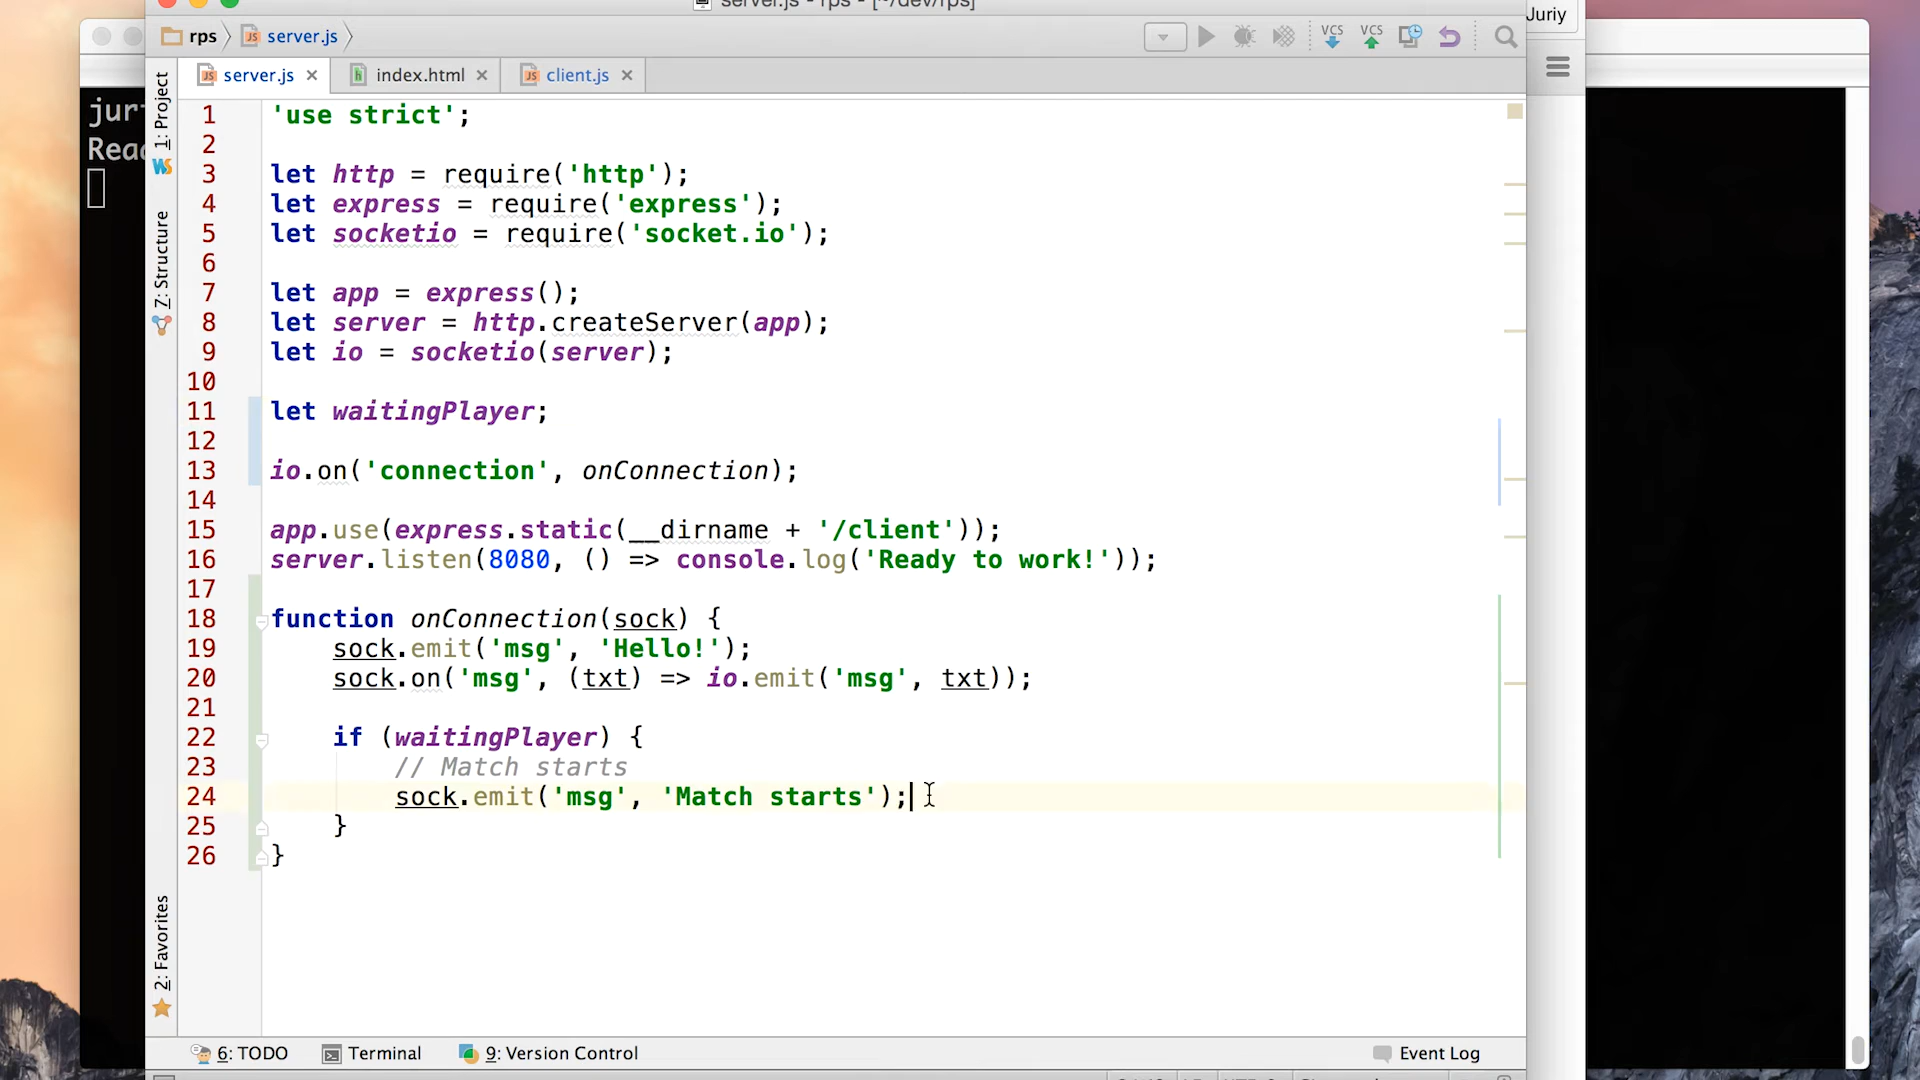 server.js - rps - [~/dev/rps]
Juriy
rps
server.js
server.js
index.html
client.js
VCS
VCS
1: Project
7: Structure
2: Favorites
1 'use strict';
2
3 let http = require('http');
4 let express = require('express');
5 let socketio = require('socket.io');
6
7 let app = express();
8 let server = http.createServer(app);
9 let io = socketio(server);
10
11 let waitingPlayer;
12
13 io.on('connection', onConnection);
14
15 app.use(express.static(__dirname + '/client'));
16 server.listen(8080, () => console.log('Ready to work!'));
17
18 function onConnection(sock) {
19 sock.emit('msg', 'Hello!');
20 sock.on('msg', (txt) => io.emit('msg', txt));
21
22 if (waitingPlayer) {
23 // Match starts
24 sock.emit('msg', 'Match starts');
25 }
26 }
6: TODO
Terminal
9: Version Control
Event Log